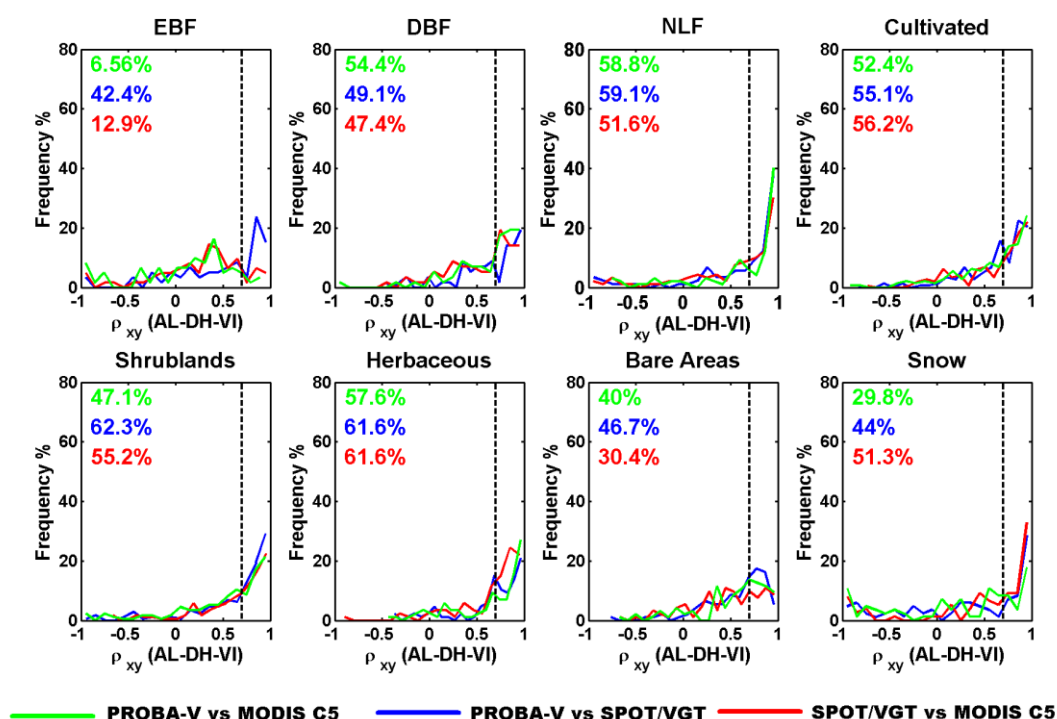 EBF DBF NLF Cultivated
Frequency %
80
60
40
20
0
6.56%
42.4%
12.9%
-1 -0.5 0 0.5 1
ρ xy (AL-DH-VI)
Frequency %
80
60
40
20
0
54.4%
49.1%
47.4%
-1 -0.5 0 0.5 1
ρ xy (AL-DH-VI)
Frequency %
80
60
40
20
0
58.8%
59.1%
51.6%
-1 -0.5 0 0.5 1
ρ xy (AL-DH-VI)
Frequency %
80
60
40
20
0
52.4%
55.1%
56.2%
-1 -0.5 0 0.5 1
ρ xy (AL-DH-VI)
Shrublands Herbaceous Bare Areas Snow
Frequency %
80
60
40
20
0
47.1%
62.3%
55.2%
-1 -0.5 0 0.5 1
ρ xy (AL-DH-VI)
Frequency %
80
60
40
20
0
57.6%
61.6%
61.6%
-1 -0.5 0 0.5 1
ρ xy (AL-DH-VI)
Frequency %
80
60
40
20
0
40%
46.7%
30.4%
-1 -0.5 0 0.5 1
ρ xy (AL-DH-VI)
Frequency %
80
60
40
20
0
29.8%
44%
51.3%
-1 -0.5 0 0.5 1
ρ xy (AL-DH-VI)
PROBA-V vs MODIS C5 PROBA-V vs SPOT/VGT SPOT/VGT vs MODIS C5